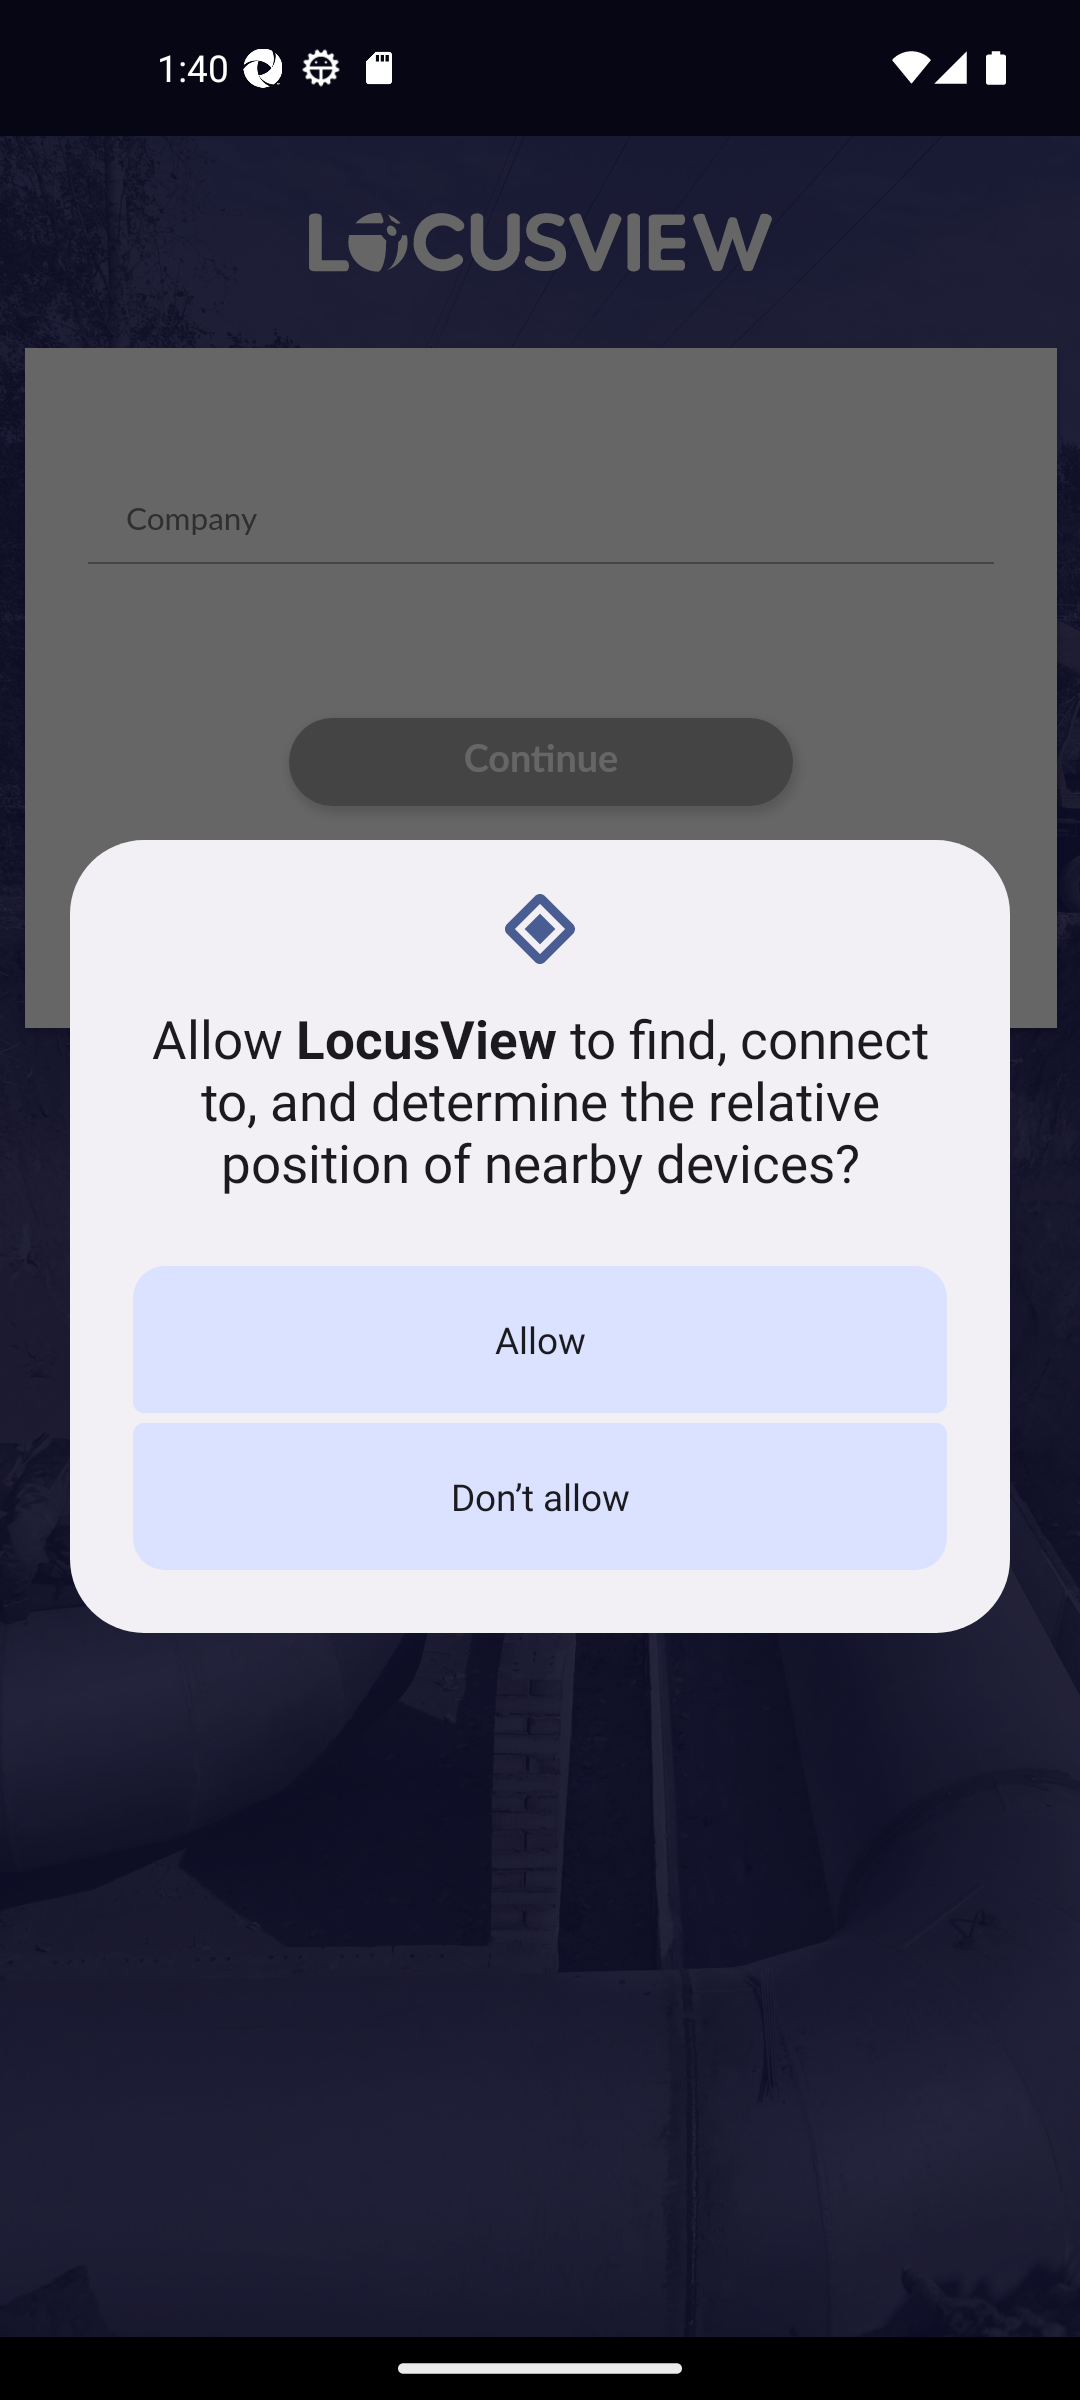 1:40
LOCUSVIEW
Company
Continue
Allow LocusView to find, connect
to, and determine the relative
position of nearby devices?
Allow
Don’t allow